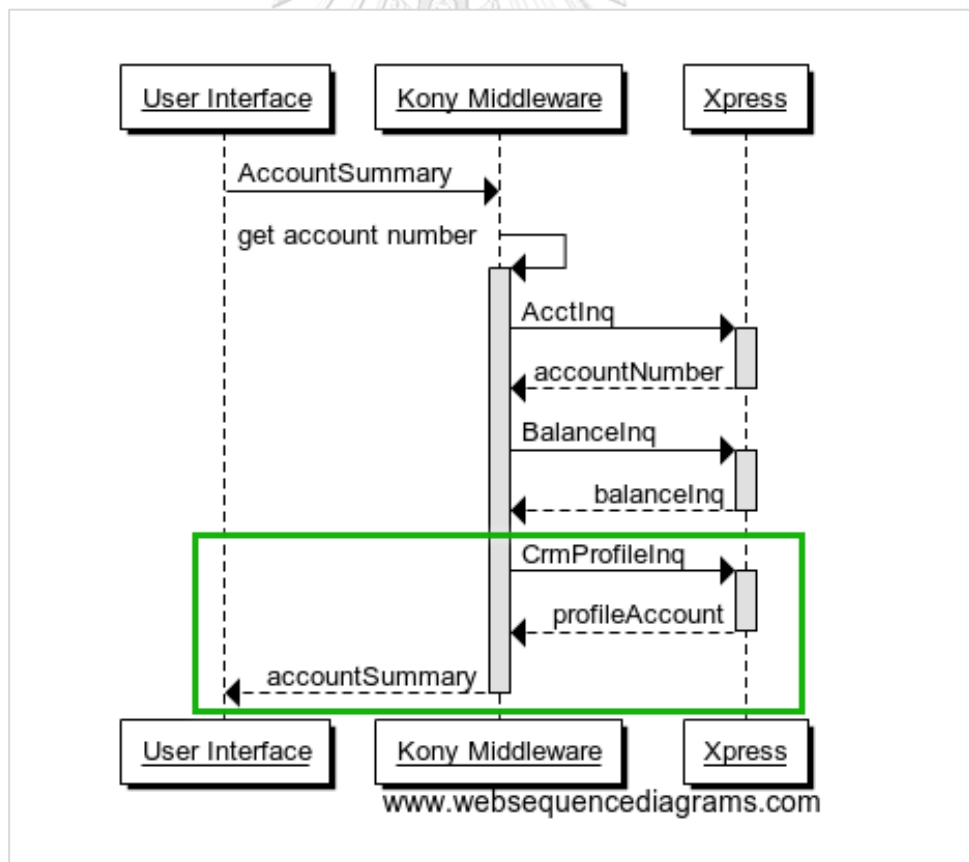 User Interface
Kony Middleware
Xpress
AccountSummary
get account number
AcctInq
accountNumber
BalanceInq
balanceInq
CrmProfileInq
profileAccount
accountSummary
User Interface
Kony Middleware
Xpress
www.websequencediagrams.com